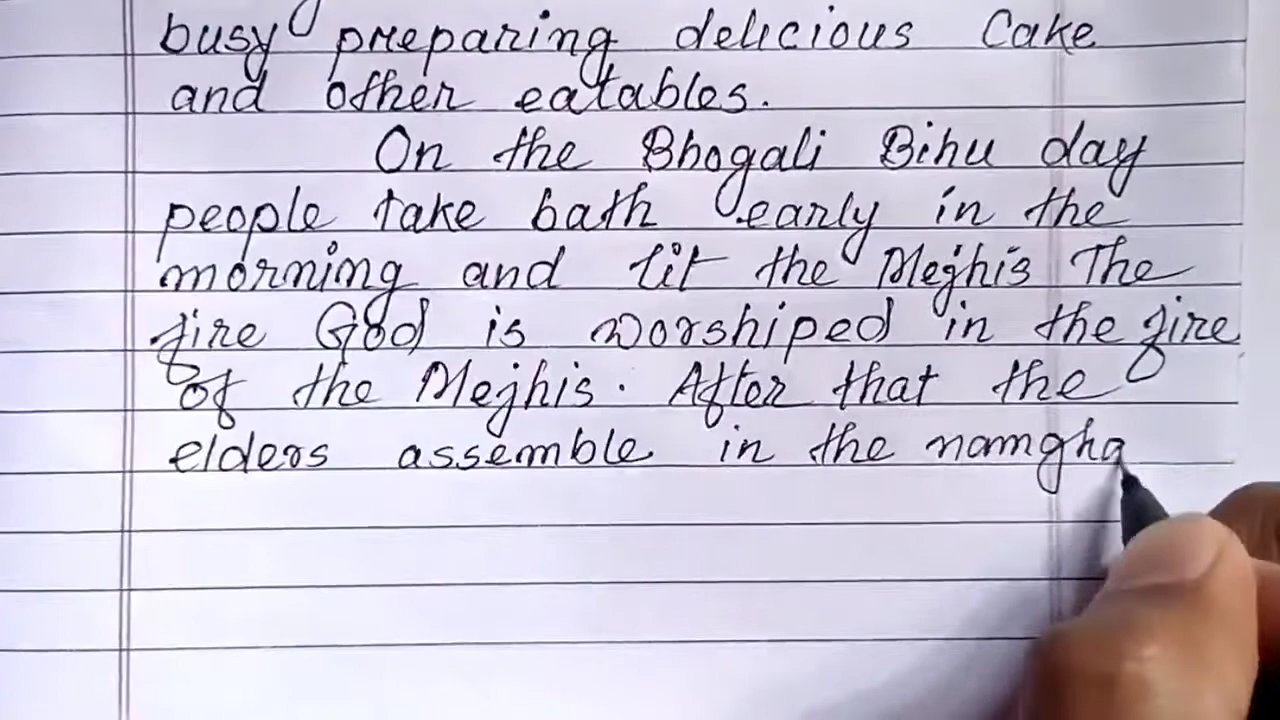 busy preparing delicious Cake
and other eatables.
On the Bhogali Bihu day
people take bath early in the
morning and lit the Mejhis The
fire God is worshiped in the fire
of the Mejhis. After that the
elders assemble in the namgha